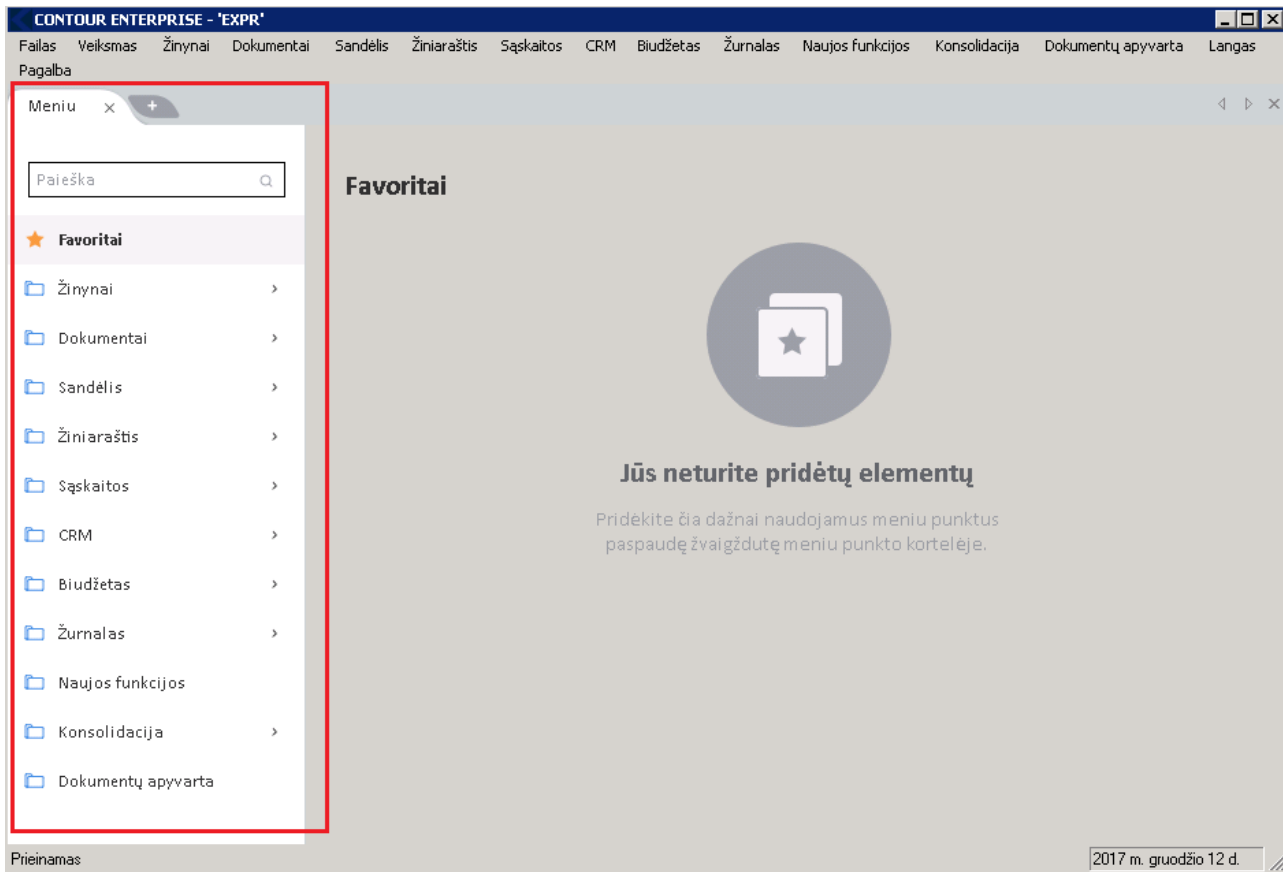 CONTOUR ENTERPRISE - 'EXPR'
Failas Veiksmas Žinynai Dokumentai Sandėlis Žiniaraštis Sąskaitos CRM Biudžetas Žurnalas Naujos funkcijos Konsolidacija Dokumentų apyvarta Langas
Pagalba
Meniu
Paieška
Favoritai
Žinynai
Dokumentai
Sandėlis
Žiniaraštis
Sąskaitos
CRM
Biudžetas
Žurnalas
Naujos funkcijos
Konsolidacija
Dokumentų apyvarta
Favoritai
Jūs neturite pridėtų elementų
Pridėkite čia dažnai naudojamus meniu punktus
paspaudę žvaigždutę meniu punkto kortelėje.
Prieinamas
2017 m. gruodžio 12 d.